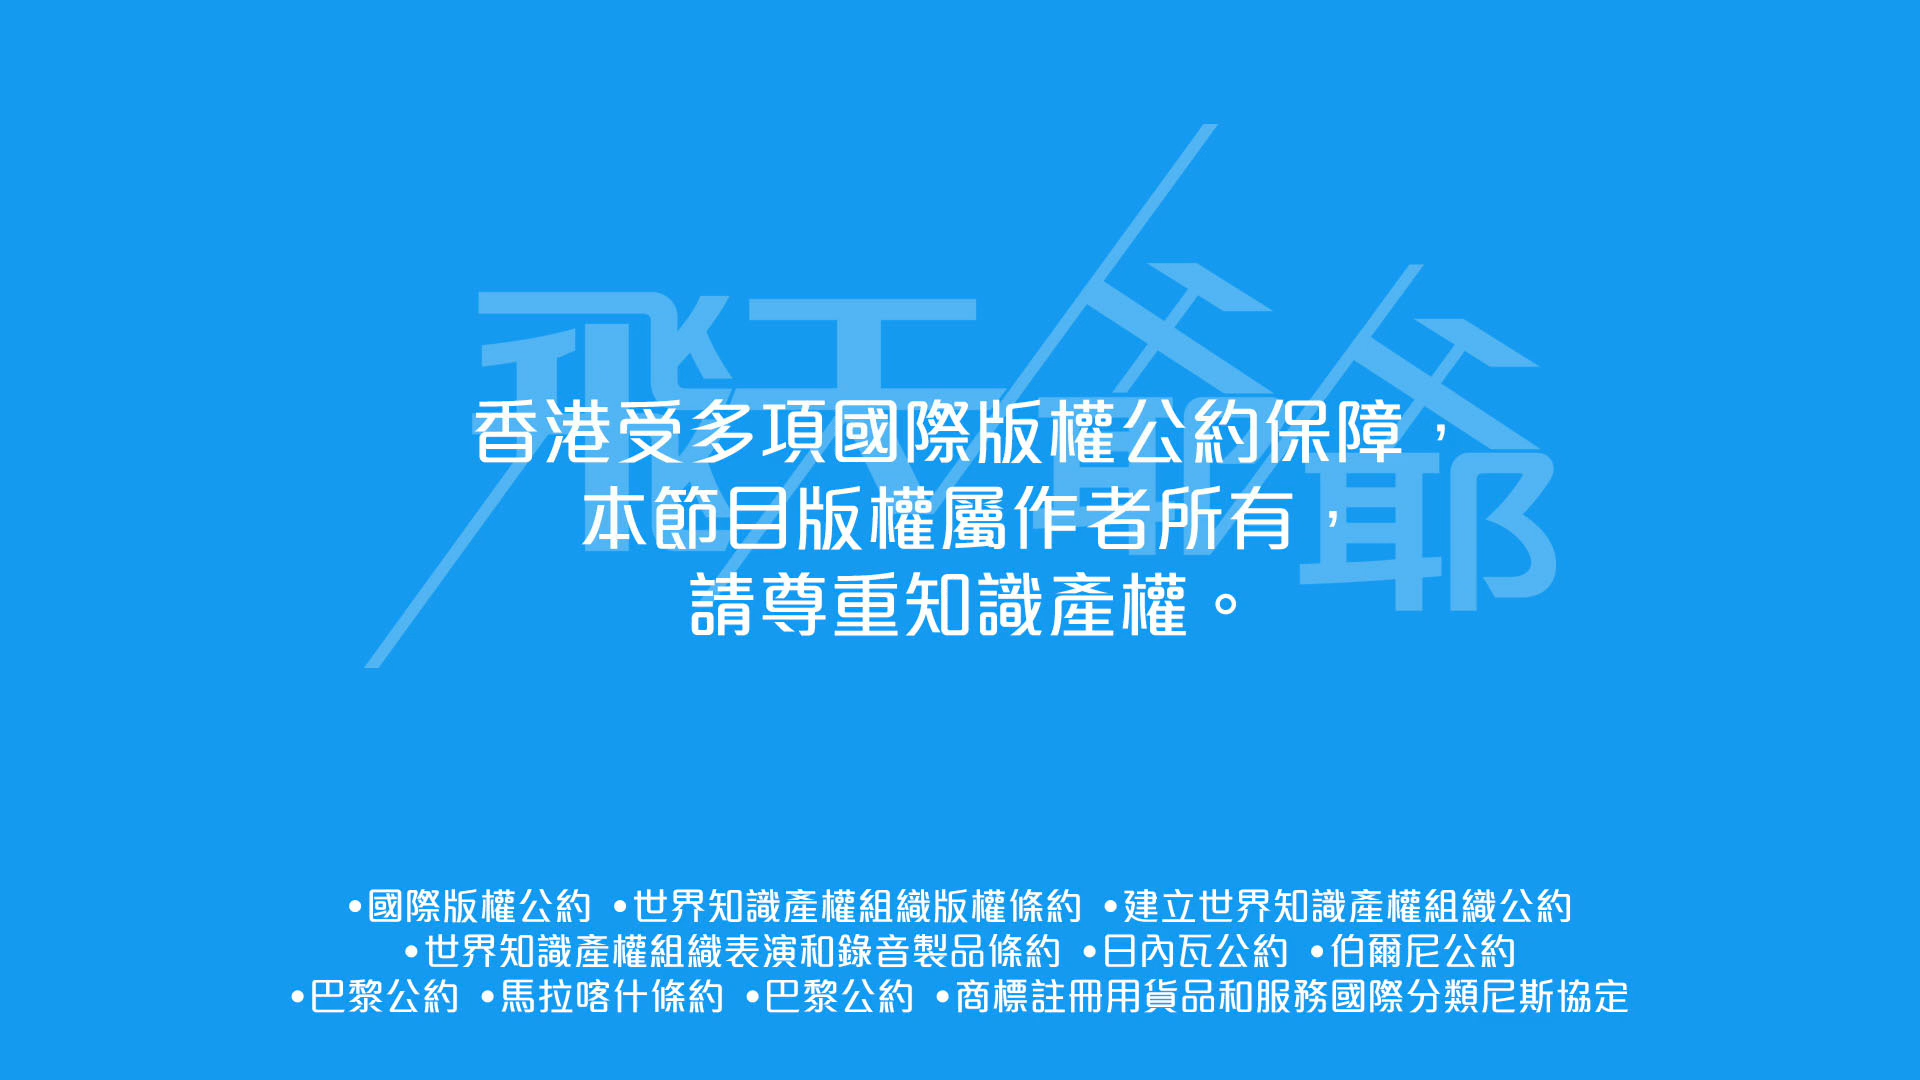 飛天爺爺
香港受多項國際版權公約保障，
本節目版權屬作者所有，
請尊重知識產權。
•國際版權公約 •世界知識產權組織版權條約 •建立世界知識產權組織公約
•世界知識產權組織表演和錄音製品條約 •日內瓦公約 •伯爾尼公約
•巴黎公約 •馬拉喀什條約 •巴黎公約 •商標註冊用貨品和服務國際分類尼斯協定